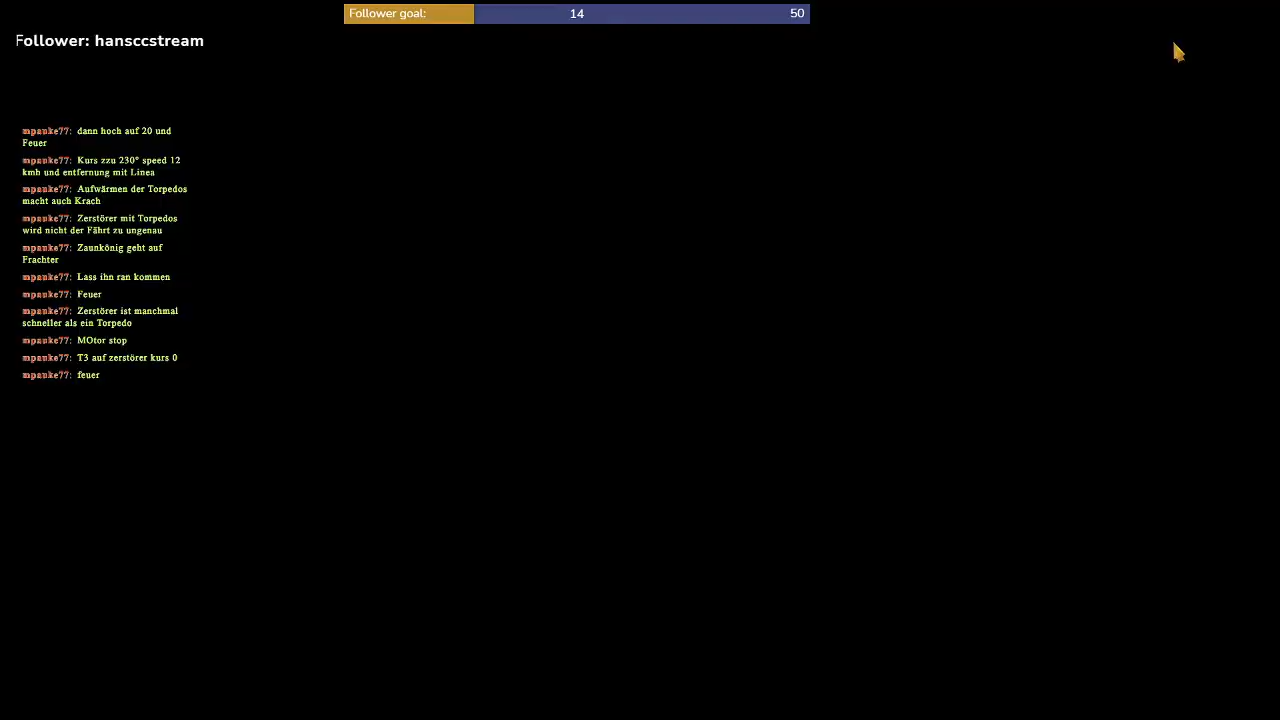 Follower goal: 14 50
Follower: hansccstream
mpauke77: dann hoch auf 20 und
Feuer
mpauke77: Kurs zzu 230° speed 12
kmh und entfernung mit Linea
mpauke77: Aufwärmen der Torpedos
macht auch Krach
mpauke77: Zerstörer mit Torpedos
wird nicht der Fährt zu ungenau
mpauke77: Zaunkönig geht auf
Frachter
mpauke77: Lass ihn ran kommen
mpauke77: Feuer
mpauke77: Zerstörer ist manchmal
schneller als ein Torpedo
mpauke77: MOtor stop
mpauke77: T3 auf zerstörer kurs 0
mpauke77: feuer